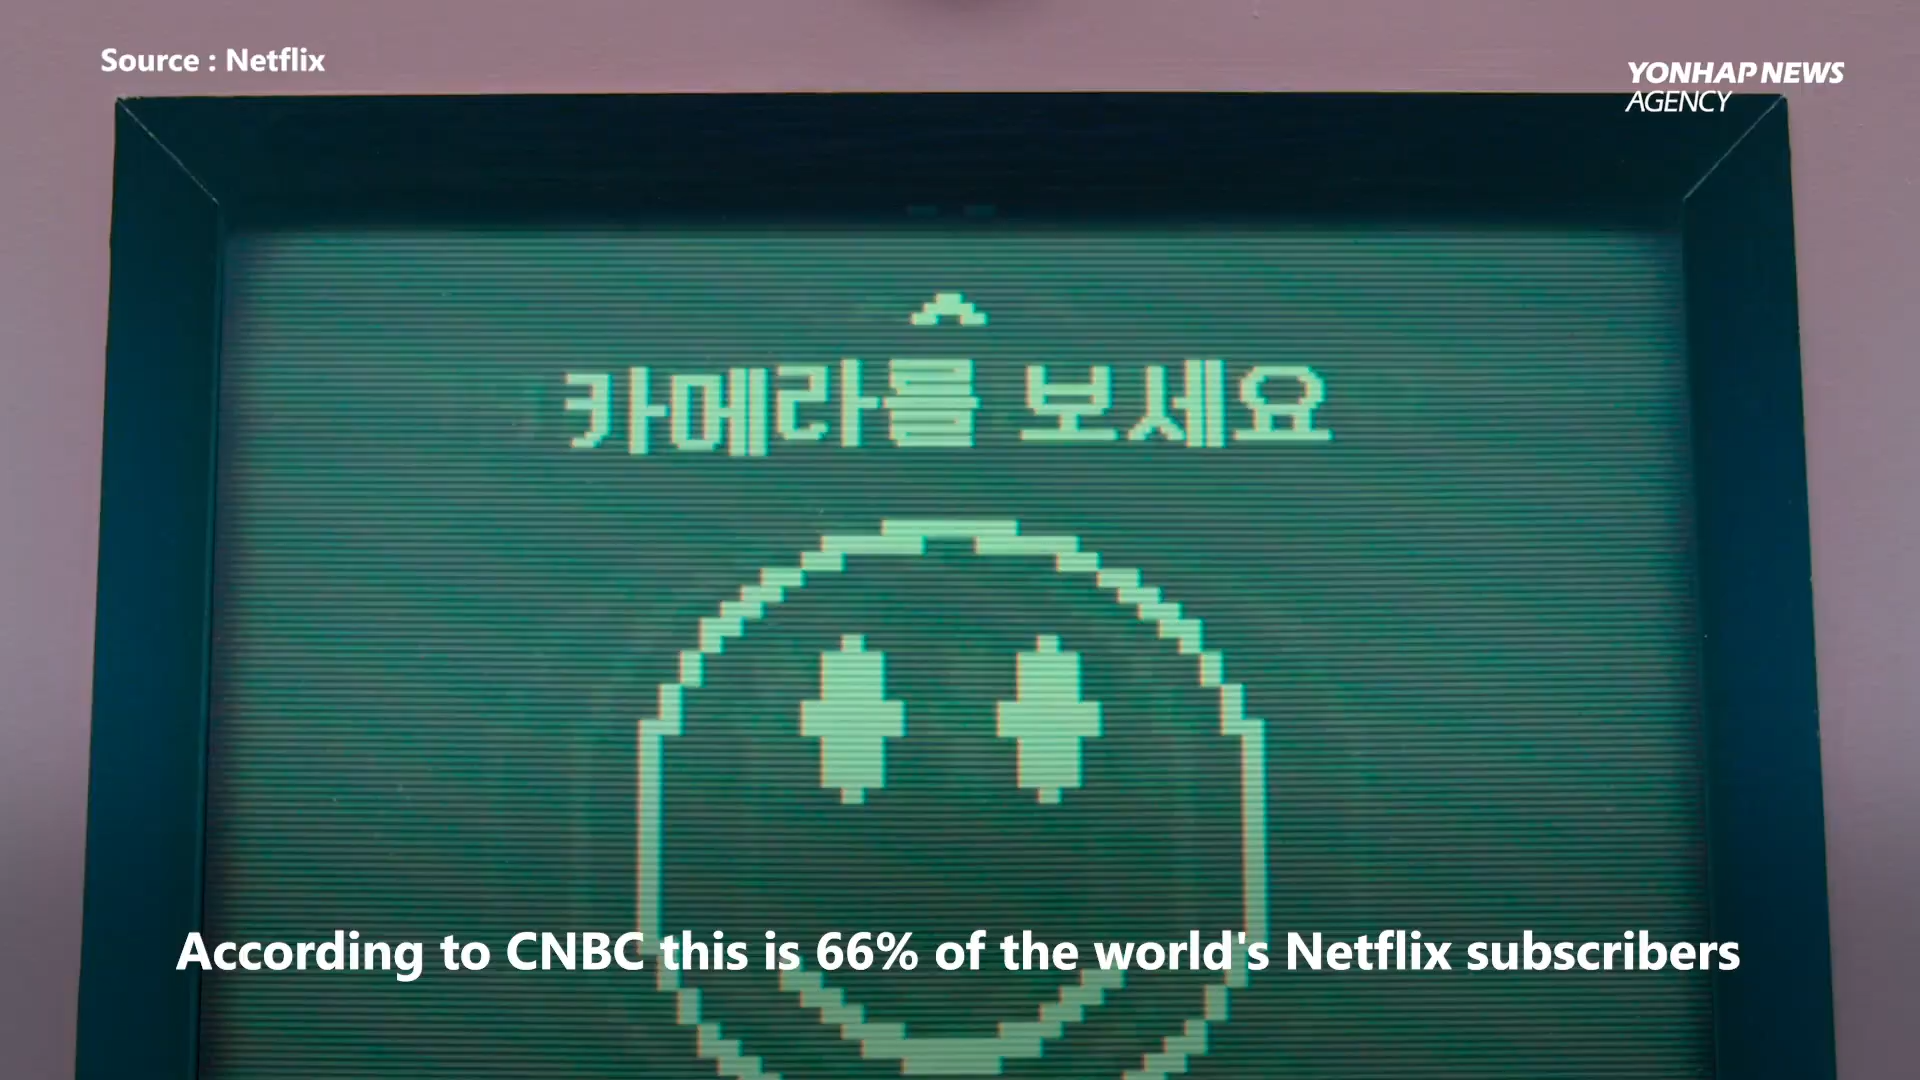 Source : Netflix
YONHAP NEWS
AGENCY
카메라를 보세요
According to CNBC this is 66% of the world's Netflix subscribers